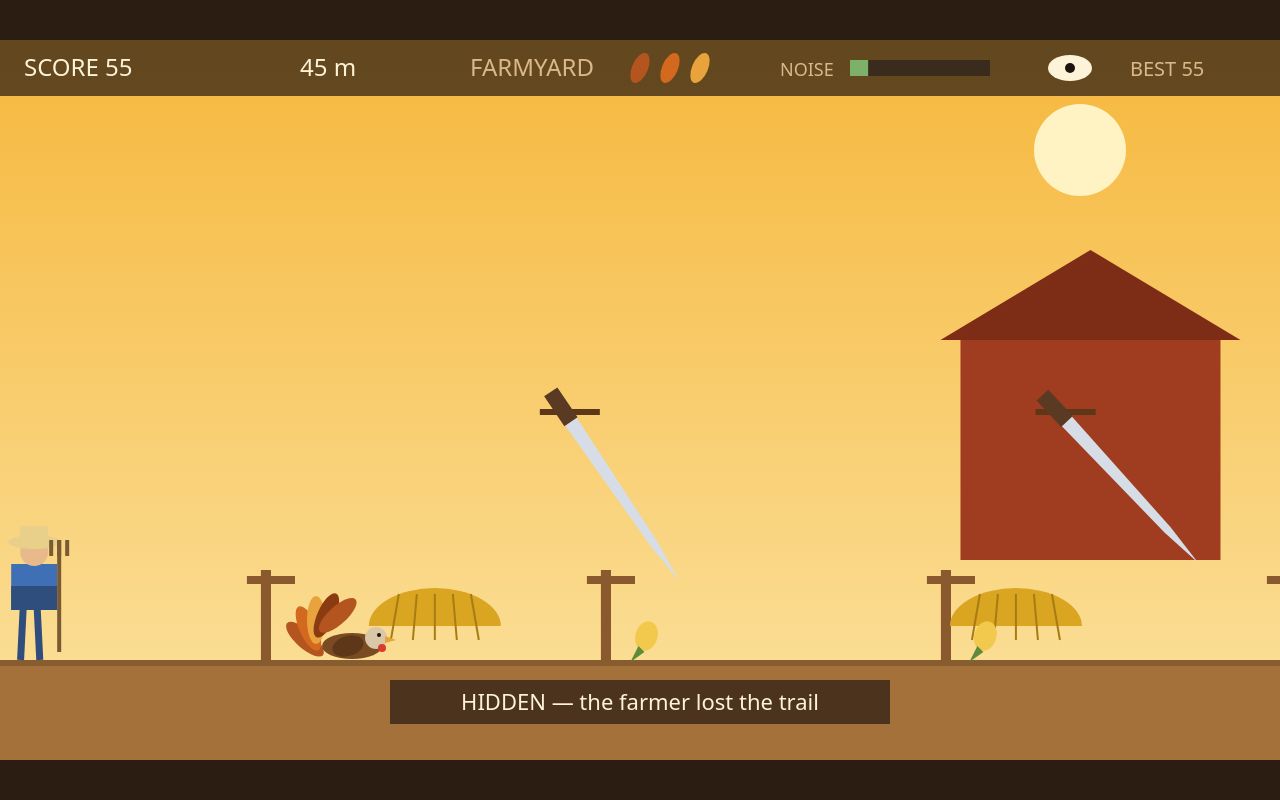 SCORE 55
45 m
FARMYARD
NOISE
BEST 55
HIDDEN — the farmer lost the trail